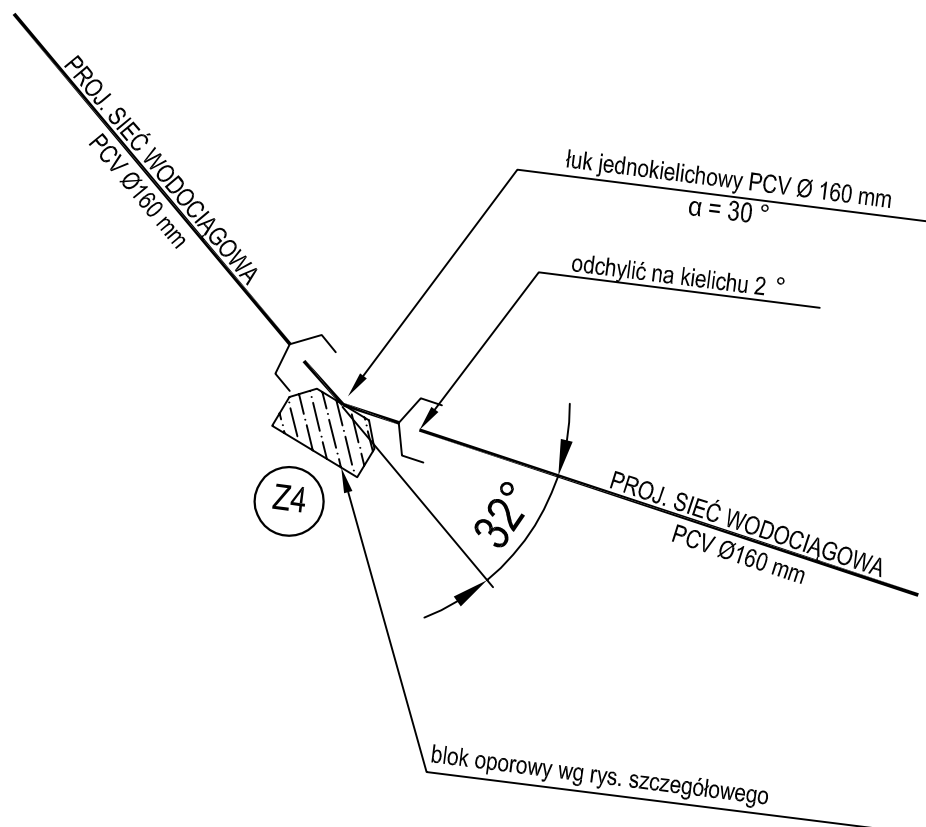 PROJ. SIEĆ WODOCIĄGOWA
PCV Ø160 mm
łuk jednokielichowy PCV Ø 160 mm
α = 30 °
odchylić na kielichu 2 °
Z4
32°
PROJ. SIEĆ WODOCIĄGOWA
PCV Ø160 mm
blok oporowy wg rys. szczegółowego